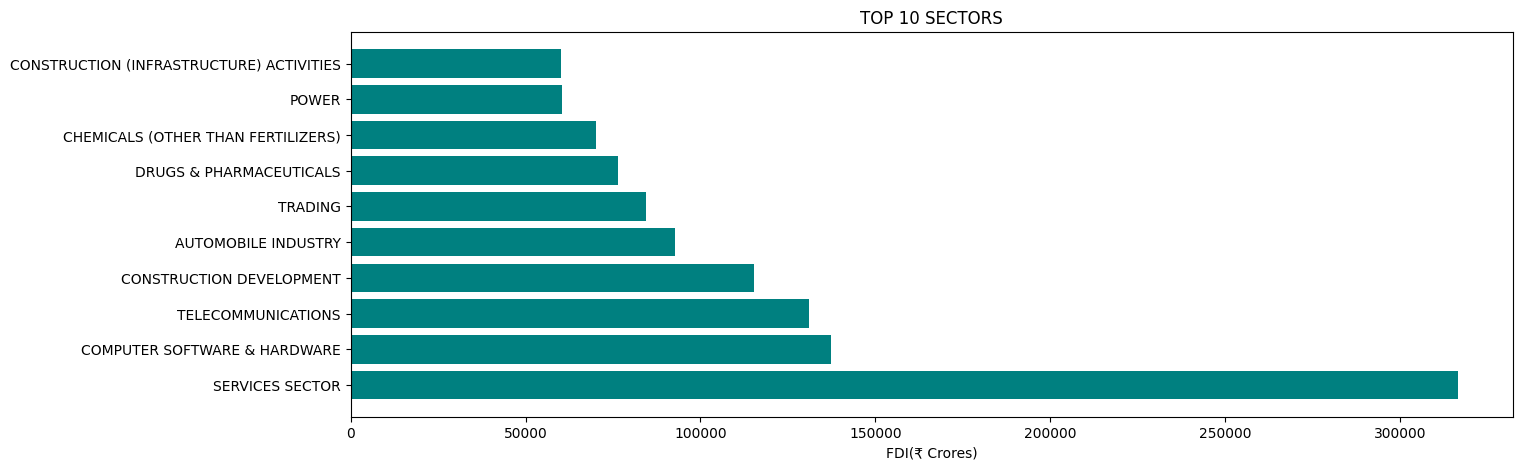 TOP 10 SECTORS
CONSTRUCTION (INFRASTRUCTURE) ACTIVITIES
POWER
CHEMICALS (OTHER THAN FERTILIZERS)
DRUGS & PHARMACEUTICALS
TRADING
AUTOMOBILE INDUSTRY
CONSTRUCTION DEVELOPMENT
TELECOMMUNICATIONS
COMPUTER SOFTWARE & HARDWARE
SERVICES SECTOR
0 50000 100000 150000 200000 250000 300000
FDI(₹ Crores)